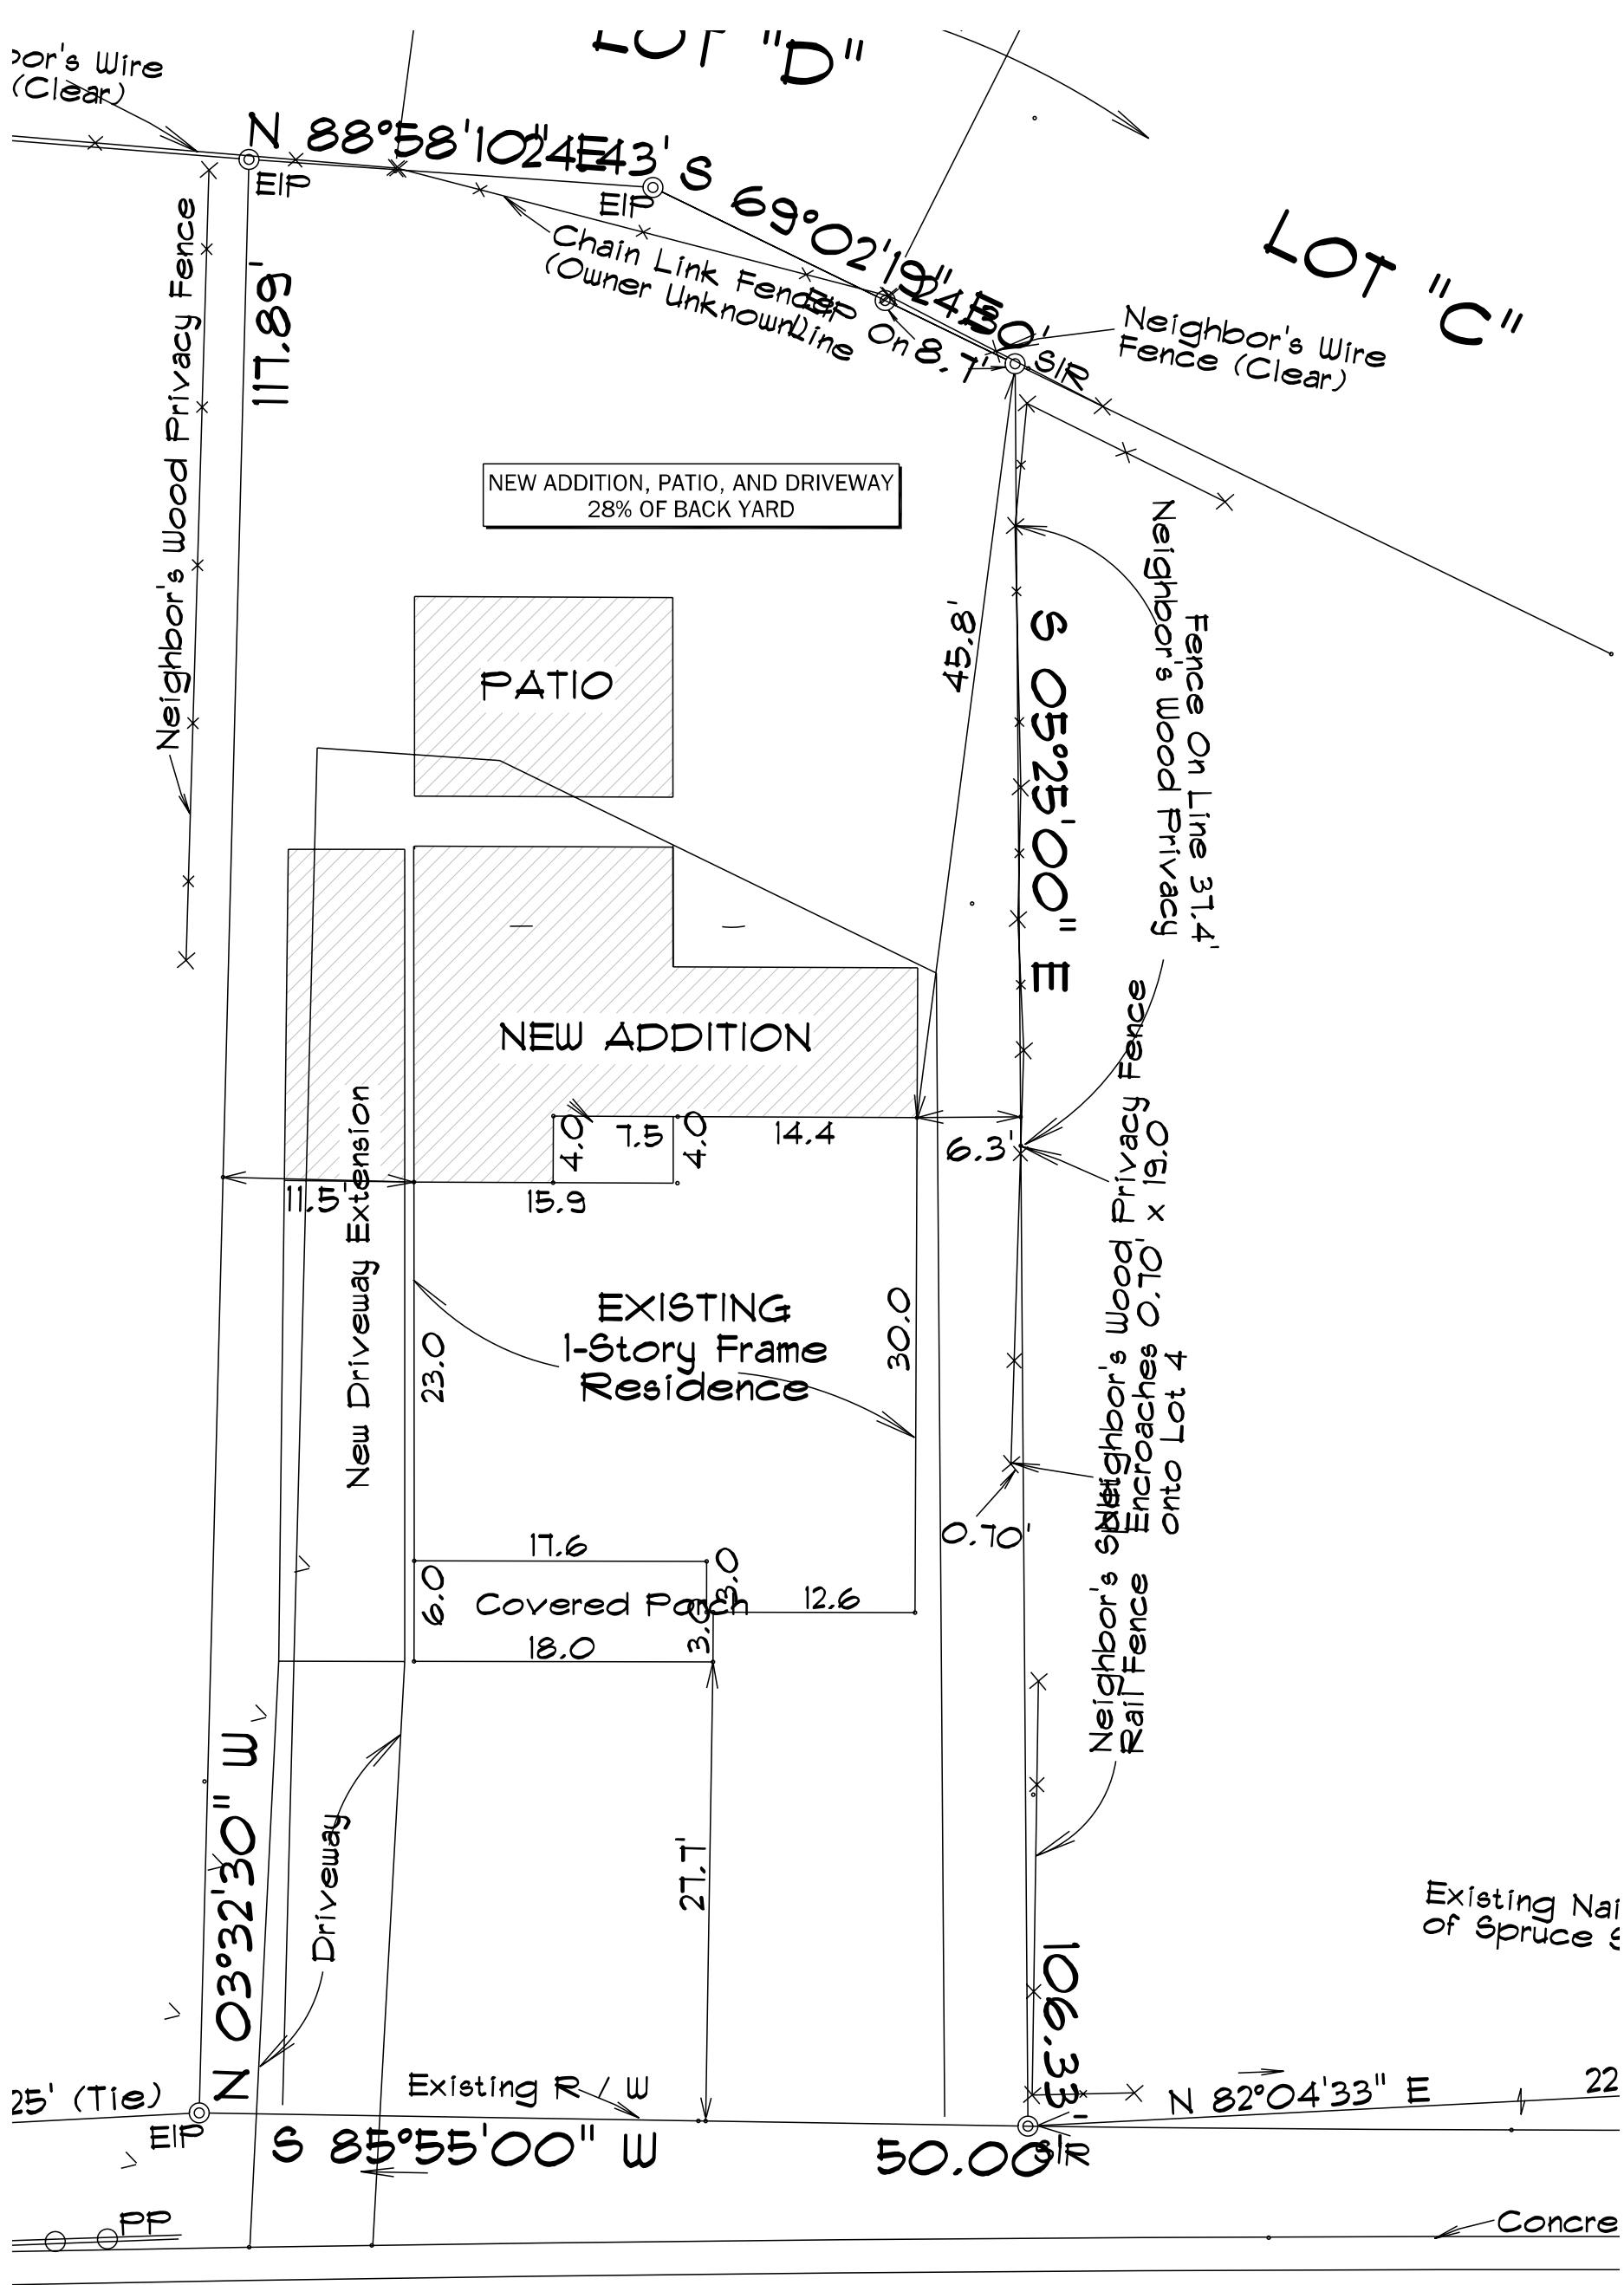 LOT "D"
or's Wire
(Clear)
N 88°58'10" E
24.43'
S 69°02'19" E
24.30'
EIP
EIP
LOT "C"
Chain Link Fence
(Owner Unknown)
EIP On
Line
8.7'
SIR
Neighbor's Wire
Fence (Clear)
Neighbor's Wood Privacy Fence
117.89'
NEW ADDITION, PATIO, AND DRIVEWAY
28% OF BACK YARD
PATIO
45.8'
S 05°25'00" E
Neighbor's Wood Privacy
Fence On Line 37.4'
NEW ADDITION
4.0
7.5
4.0
14.4
6.3'
11.5'
15.9
New Driveway Extension
Neighbor's Wood Privacy Fence
Encroaches 0.70' x 19.0
onto Lot 4
EXISTING
1-Story Frame
Residence
23.0
30.0
0.70'
17.6
6.0
Covered Porch
3.0
3.0
12.6
18.0
Neighbor's Split
Rail Fence
N 03°32'30" W
Driveway
27.7'
106.33'
Existing Nai
of Spruce S
25' (Tie)
EIP
Existing R / W
S 85°55'00" W
50.00'
SIR
N 82°04'33" E
22
PP
Concre